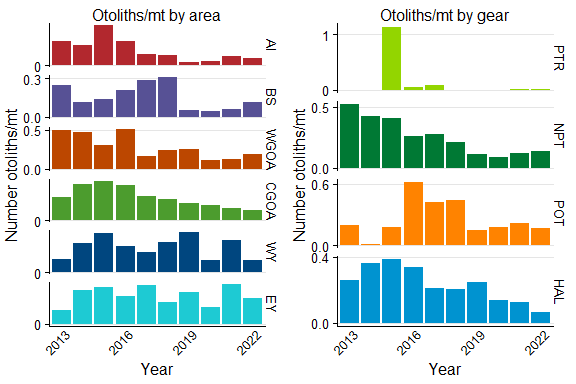 Otoliths/mt by area
Otoliths/mt by gear
Number otoliths/mt
0
AI
0.3
0.0
BS
0.5
0.0
WGOA
0
CGOA
0
WY
0
EY
2013
2016
2019
2022
Year
Number otoliths/mt
1
0
PTR
0.5
0.0
NPT
0.6
0.0
POT
0.4
0.0
HAL
2013
2016
2019
2022
Year